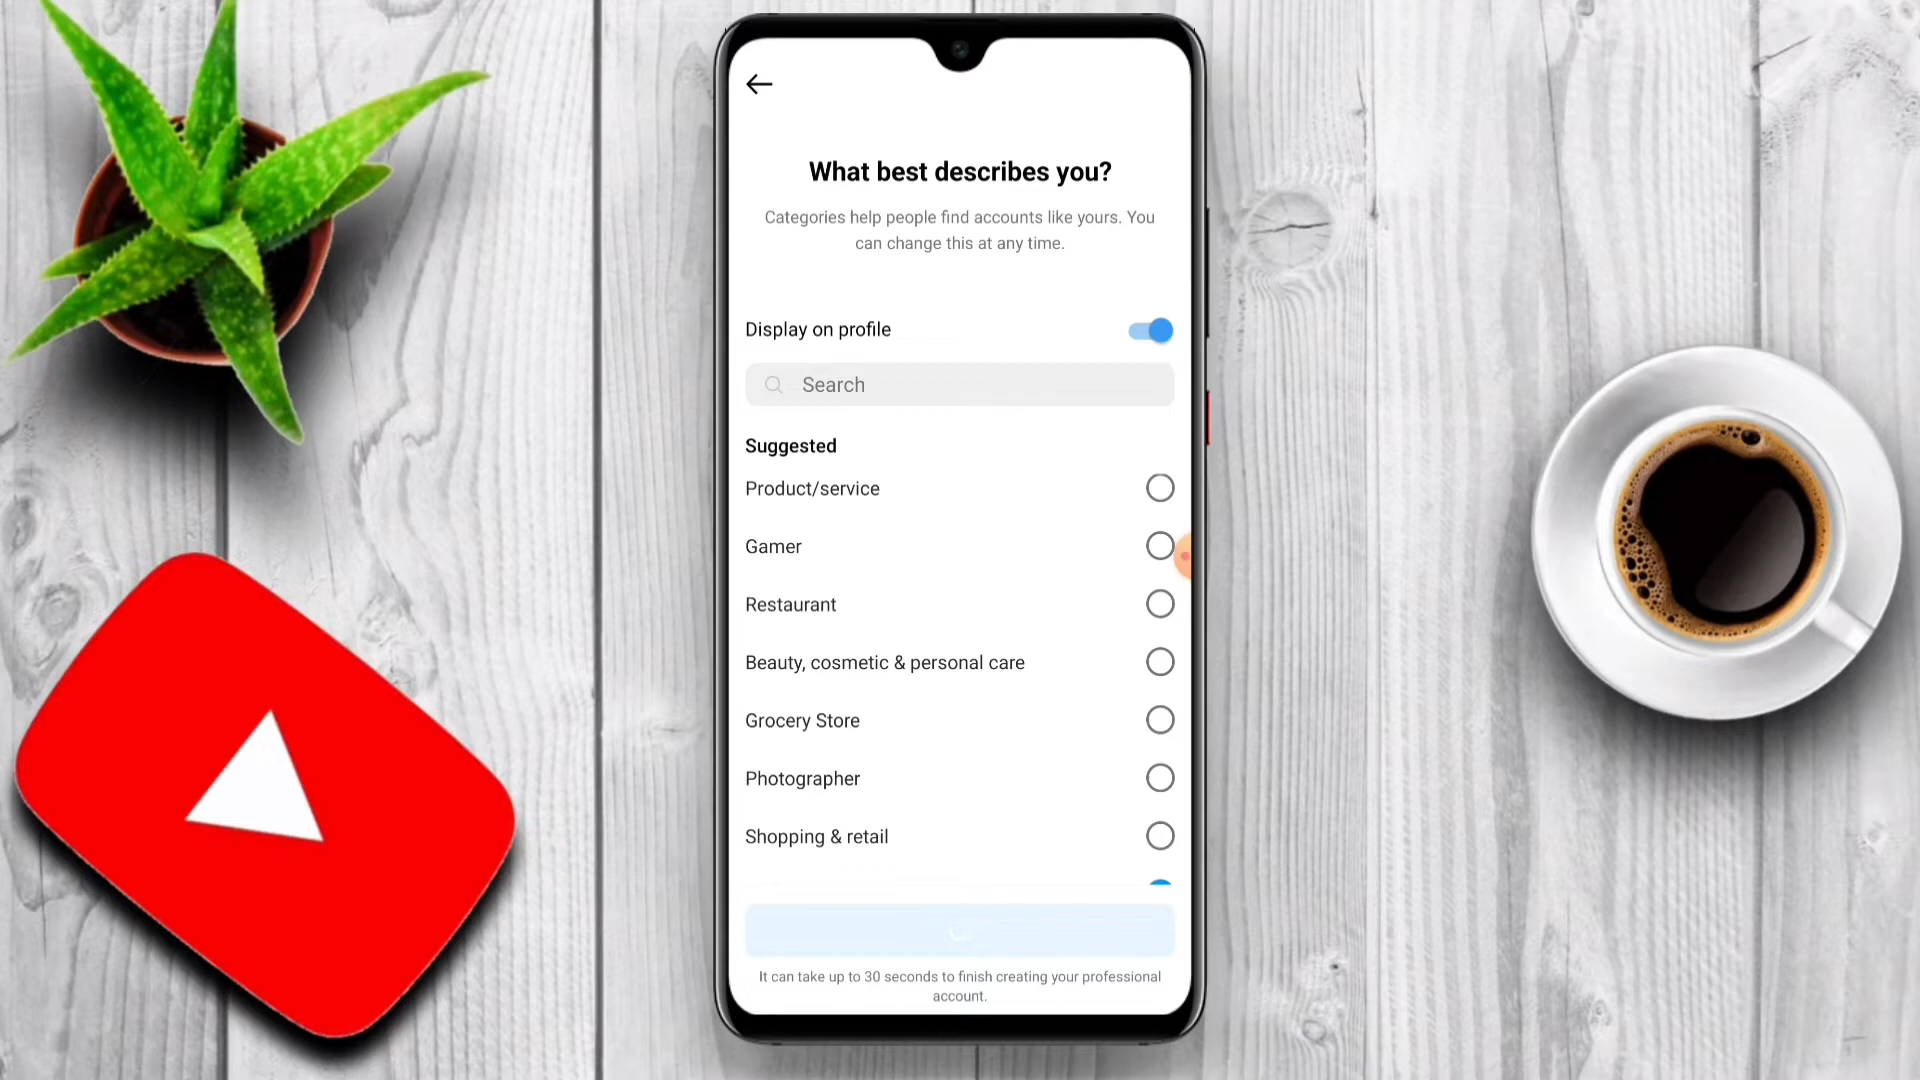 What best describes you?
Categories help people find accounts like yours. You
can change this at any time.
Display on profile
Search
Suggested
Product/service
Gamer
Restaurant
Beauty, cosmetic & personal care
Grocery Store
Photographer
Shopping & retail
It can take up to 30 seconds to finish creating your professional
account.